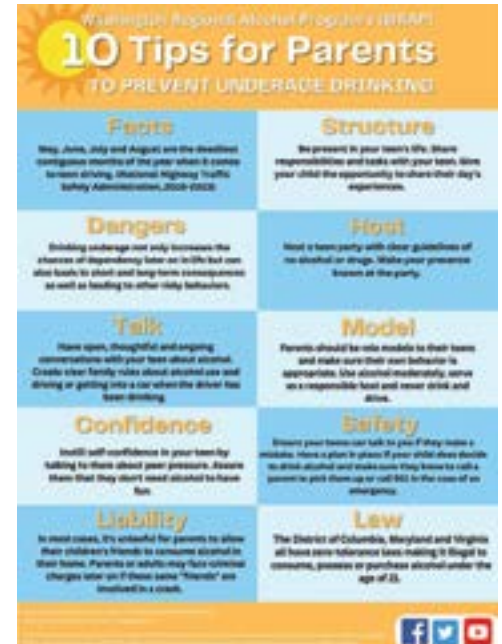 Washington Regional Alcohol Program's (WRAP)
10 Tips for Parents
TO PREVENT UNDERAGE DRINKING
Facts
May, June, July and August are the deadliest
contiguous months of the year when it comes
to teen driving. (National Highway Traffic
Safety Administration,
Structure
Be present in your teen's life. Share
responsibilities and tasks with your teen. Give
your child the opportunity to share their day's
experiences.
Dangers
Drinking underage not only increases the
chances of dependency later on in life but can
also leads to short and long-term consequences
as well as leading to other risky behaviors.
Host
Host a teen party with clear guidelines of
no alcohol or drugs. Make your presence
known at the party.
Talk
Have open, thoughtful and ongoing
conversations with your teen about alcohol.
Create clear family rules about alcohol use and
driving or getting into a car when the driver has
been drinking.
Model
Parents should be role models to their teens
and make sure their own behavior is
appropriate. Use alcohol moderately, serve
as a responsible host and never drink and
drive.
Confidence
Instill self-confidence in your teen by
talking to them about peer pressure. Assure
them that they don't need alcohol to have
fun.
Safety
Ensure your teens can talk to you if they make a
mistake. Have a plan in place if your child does decide
to drink alcohol and make sure they know to call a
parent to pick them up or call 911 in the case of an
emergency.
Liability
In most cases, it's unlawful for parents to allow
their children's friends to consume alcohol in
their home. Parents or adults may face criminal
charges later on if these same "friends" are
involved in a crash.
Law
The District of Columbia, Maryland and Virginia
all have zero tolerance laws making it illegal to
consume, possess or purchase alcohol under the
age of 21.